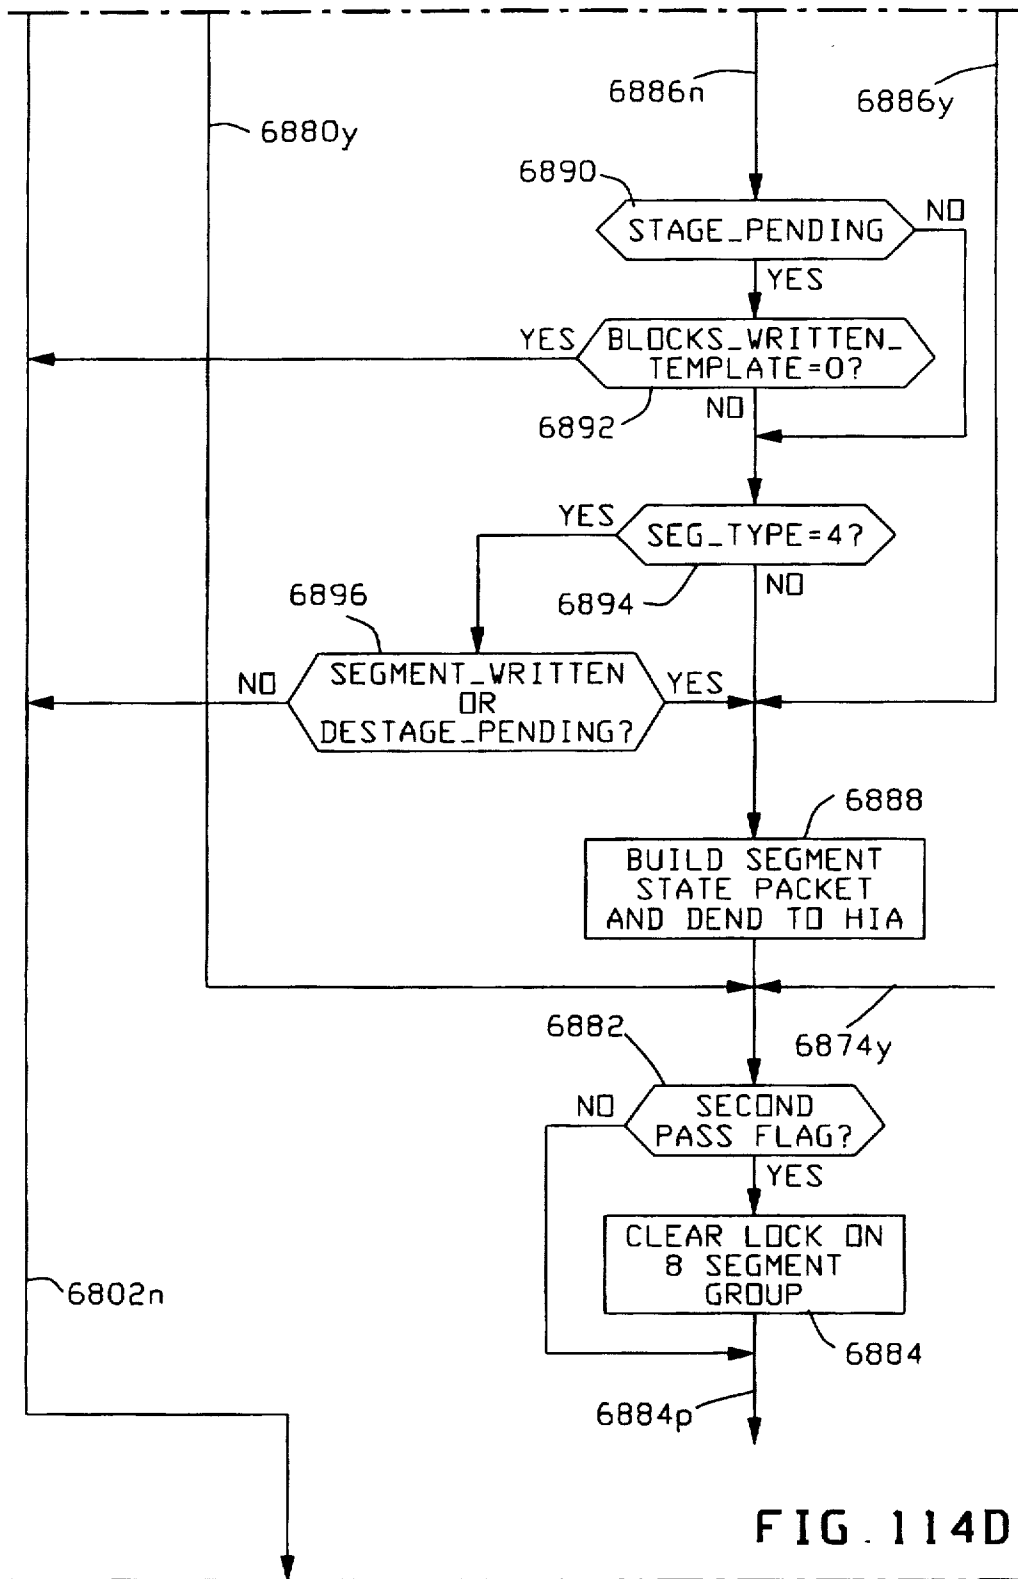 6886n
6886y
6880y
6890
STAGE_PENDING
NO
YES
YES
BLOCKS_WRITTEN_
TEMPLATE=0?
NO
6892
YES
SEG_TYPE=4?
NO
6894
6896
NO
SEGMENT_WRITTEN
OR
DESTAGE_PENDING?
YES
6888
BUILD SEGMENT
STATE PACKET
AND DEND TO HIA
6882
6874y
NO
SECOND
PASS FLAG?
YES
CLEAR LOCK ON
8 SEGMENT
GROUP
6802n
6884
6884p
FIG. 114D